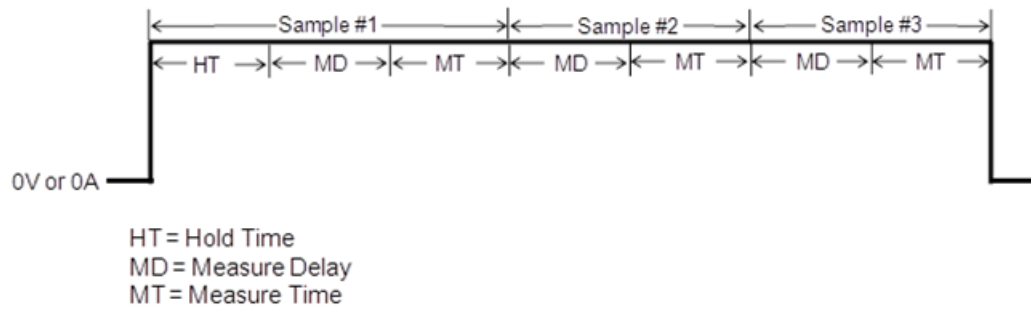 Sample #1 Sample #2 Sample #3
HT MD MT MD MT MD MT
0V or 0A
HT = Hold Time
MD = Measure Delay
MT = Measure Time